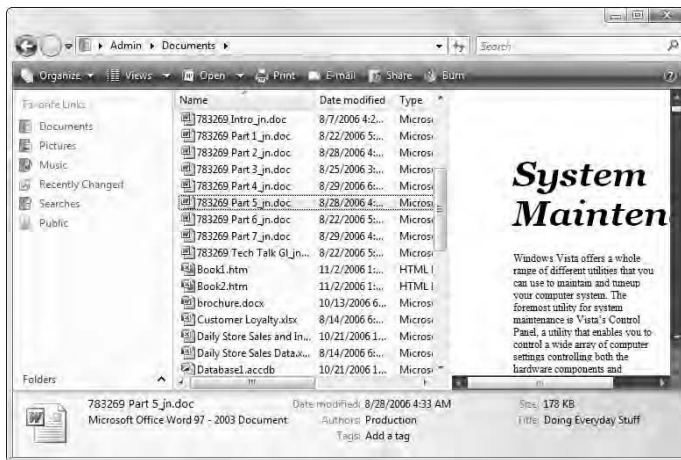 Admin ▸ Documents ▸
Search
Organize Views Open Print E-mail Share Burn
Favorite Links
Documents
Pictures
Music
Recently Changed
Searches
Public
Folders
Name Date modified Type
783269 Intro_jn.doc 8/7/2006 4:2... Micros
783269 Part 1_jn.doc 8/22/2006 5:... Micros
783269 Part 2_jn.doc 8/28/2006 4:... Micros
783269 Part 3_jn.doc 8/25/2006 3:... Micros
783269 Part 4_jn.doc 8/29/2006 6:... Micros
783269 Part 5_jn.doc 8/28/2006 4:... Micros
783269 Part 6_jn.doc 8/22/2006 5:... Micros
783269 Part 7_jn.doc 8/29/2006 4:... Micros
783269 Tech Talk GI_jn... 8/22/2006 5:... Micros
Book1.htm 11/2/2006 1:... HTML
Book2.htm 11/2/2006 1:... HTML
brochure.docx 10/13/2006 6... Micros
Customer Loyalty.xlsx 8/14/2006 6:... Micros
Daily Store Sales and In... 10/21/2006 1... Micros
Daily Store Sales Data.x... 8/14/2006 6:... Micros
Database1.accdb 10/21/2006 1... Micros
System
Mainten
Windows Vista offers a whole
range of different utilities that you
can use to maintain and tuneup
your computer system. The
foremost utility for system
maintenance is Vista's Control
Panel, a utility that enables you to
control a wide array of computer
settings controlling both the
hardware components and
783269 Part 5_jn.doc Date modified: 8/28/2006 4:33 AM Size: 178 KB
Microsoft Office Word 97 - 2003 Document Authors: Production Title: Doing Everyday Stuff
Tags: Add a tag